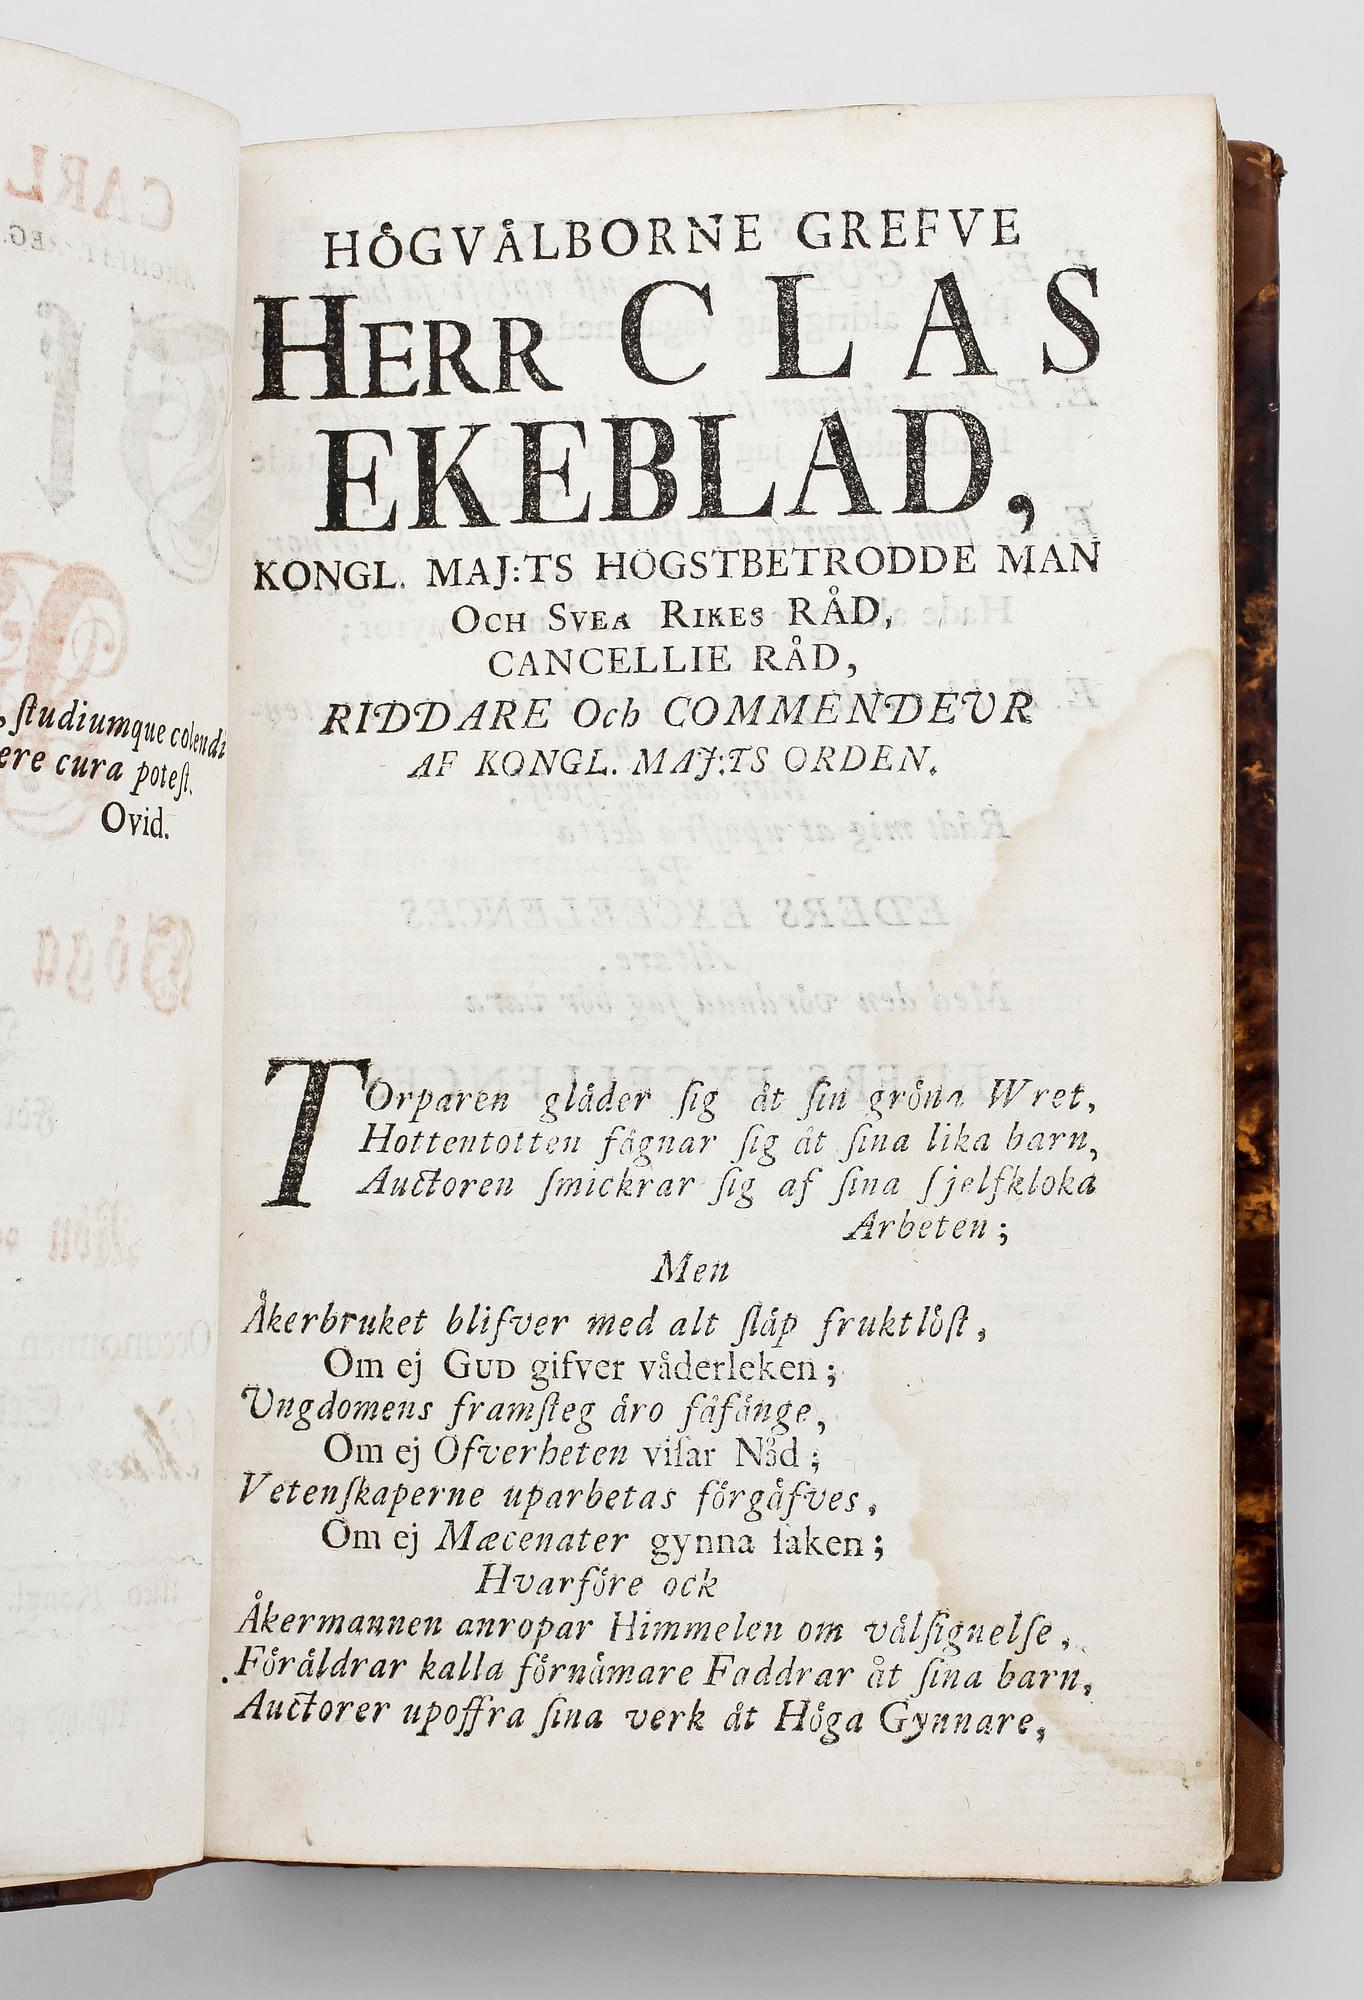 , ſtudiumque colendi
ere cura poteſt.
Ovid.
HÖGVÄLBORNE GREFVE
HERR CLAS
EKEBLAD,
KONGL. MAJ:TS HÖGSTBETRODDE MAN
OCH SVEA RIKES RÅD,
CANCELLIE RÅD,
RIDDARE Och COMMENDEUR
AF KONGL. MAJ:TS ORDEN.
TOrparen gläder ſig åt ſin gröna Wret,
Hottentotten fägnar ſig åt ſina lika barn,
Auctoren ſmickrar ſig af ſina ſjelfkloka
Arbeten;
Men
Åkerbruket blifver med alt ſläp fruktlöſt,
Om ej GUD gifver väderleken;
Ungdomens framſteg äro fåfänge,
Om ej Öfverheten viſar Nåd;
Vetenſkaperne uparbetas förgäfves,
Om ej Mæcenater gynna ſaken;
Hvarföre ock
Åkermannen anropar Himmelen om välſignelſe,
Föräldrar kalla förnämare Faddrar åt ſina barn,
Auctorer upoffra ſina verk åt Höga Gynnare,